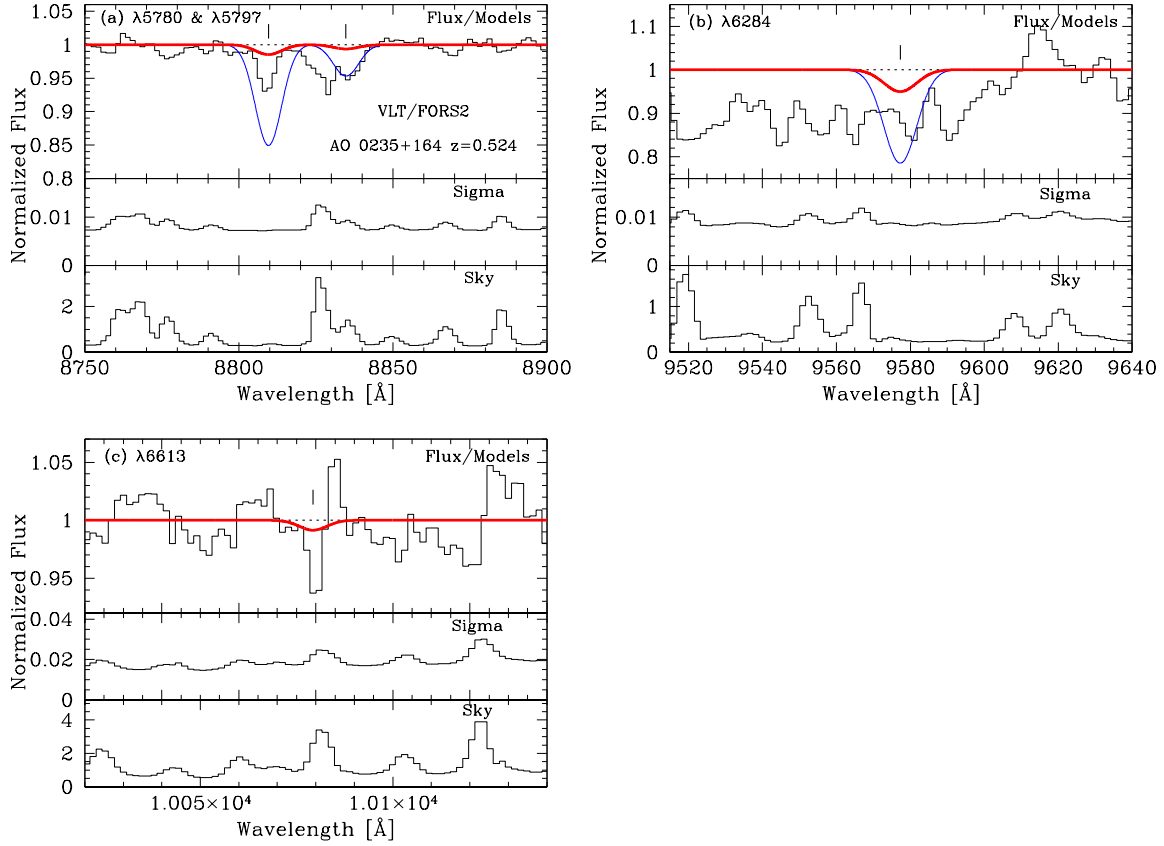 (a) λ5780 & λ5797
Flux/Models
1.05
1
0.95
0.9
0.85
0.8
VLT/FORS2
AO 0235+164 z=0.524
Sigma
0.01
0
Sky
2
0
8750
8800
8850
8900
Wavelength [Å]
Normalized Flux
(b) λ6284
Flux/Models
1.1
1
0.9
0.8
Sigma
0.01
0
Sky
1
0
9520
9540
9560
9580
9600
9620
9640
Wavelength [Å]
Normalized Flux
(c) λ6613
Flux/Models
1.05
1
0.95
Sigma
0.04
0.02
0
Sky
4
2
0
1.005×10⁴
1.01×10⁴
Wavelength [Å]
Normalized Flux